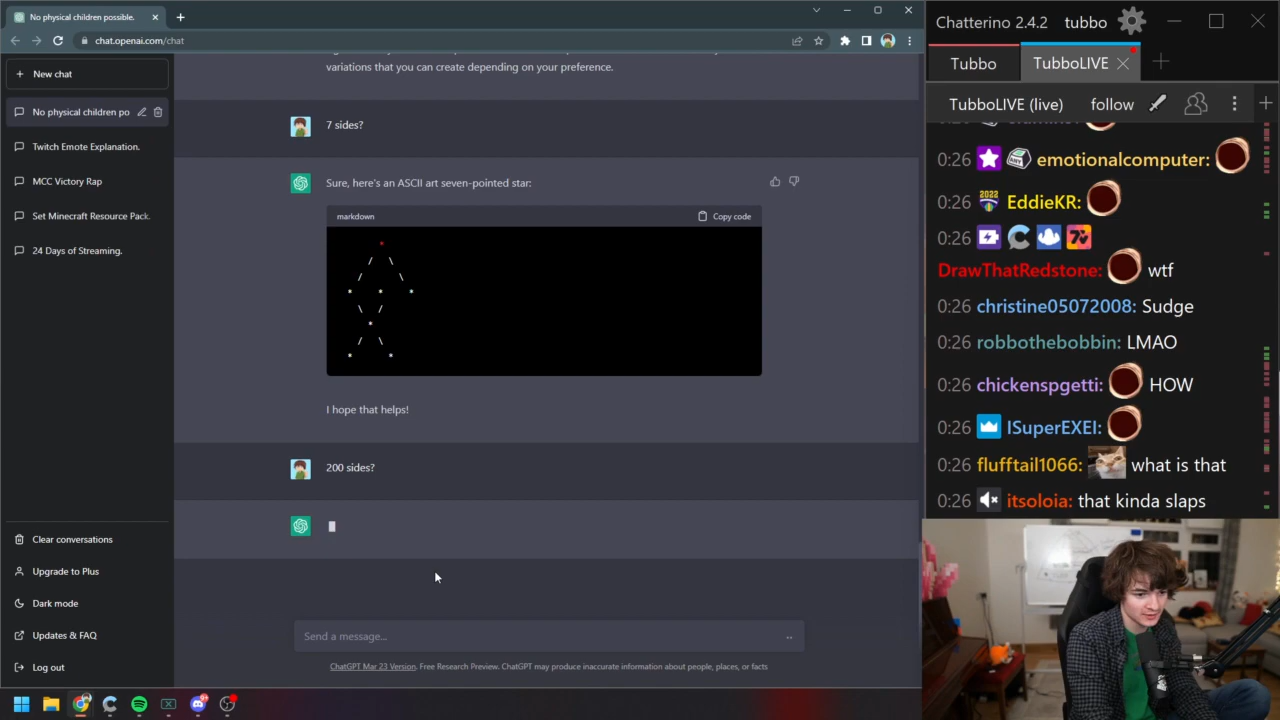 No physical children possible.
chat.openai.com/chat
New chat
No physical children po
Twitch Emote Explanation.
MCC Victory Rap
Set Minecraft Resource Pack.
24 Days of Streaming.
Clear conversations
Upgrade to Plus
Dark mode
Updates & FAQ
Log out
variations that you can create depending on your preference.
7 sides?
Sure, here's an ASCII art seven-pointed star:
markdown
Copy code
*
/ \
/ \
* * *
\ /
*
/ \
* *
I hope that helps!
200 sides?
Send a message...
ChatGPT Mar 23 Version. Free Research Preview. ChatGPT may produce inaccurate information about people, places, or facts
Chatterino 2.4.2 tubbo
Tubbo TubboLIVE
TubboLIVE (live) follow
0:26 emotionalcomputer:
0:26 2022 EddieKR:
0:26
DrawThatRedstone: wtf
0:26 christine05072008: Sudge
0:26 robbothebobbin: LMAO
0:26 chickenspgetti: HOW
0:26 ISuperEXEI:
0:26 flufftail1066: what is that
0:26 itsoloia: that kinda slaps